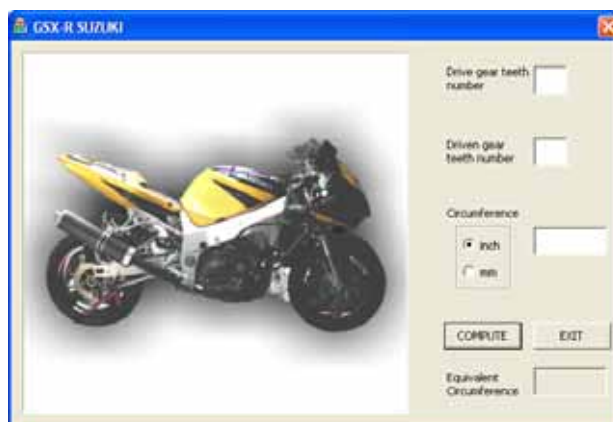 GSX-R SUZUKI
Drive gear teeth
number
Driven gear
teeth number
Circumference
inch
mm
COMPUTE
EXIT
Equivalent
Circumference